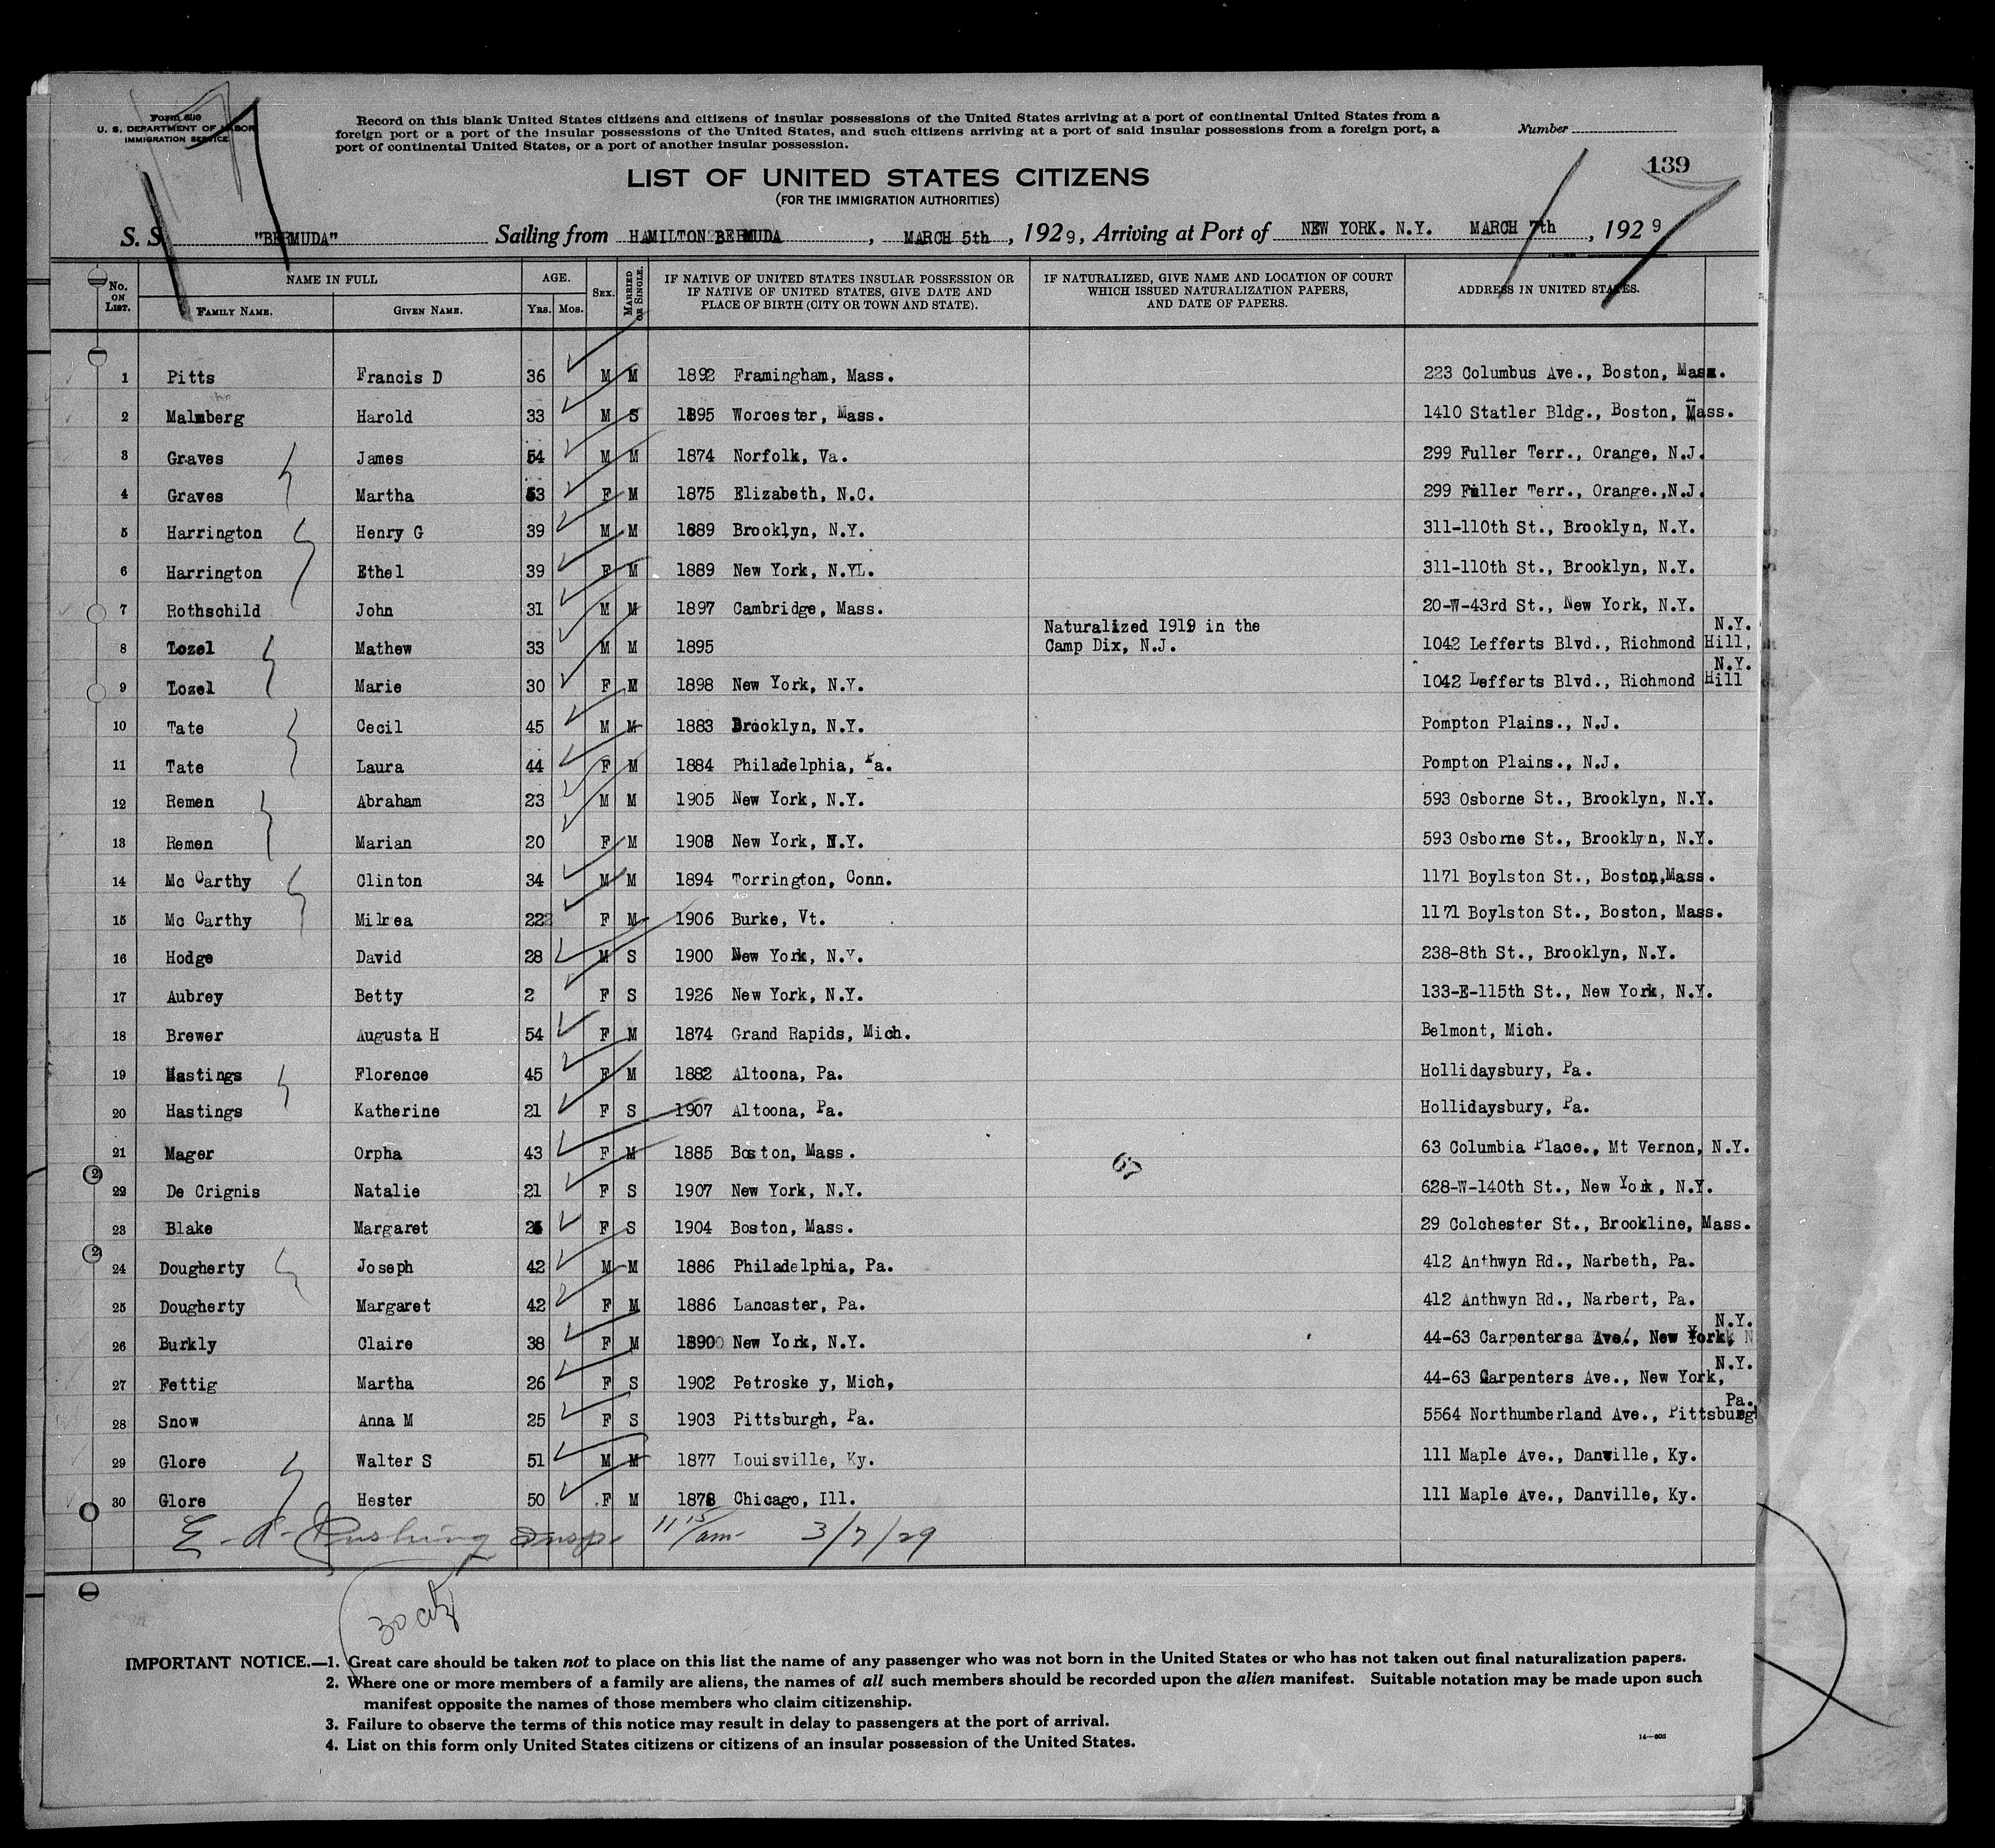 Form 630
U. S. DEPARTMENT OF LABOR
IMMIGRATION SERVICE
Record on this blank United States citizens and citizens of insular possessions of the United States arriving at a port of continental United States from a
foreign port or a port of the insular possessions of the United States, and such citizens arriving at a port of said insular possessions from a foreign port, a
port of continental United States, or a port of another insular possession.
Number
139
LIST OF UNITED STATES CITIZENS
(FOR THE IMMIGRATION AUTHORITIES)
S. S. "BERMUDA" Sailing from HAMILTON BERMUDA, MARCH 5th, 1929, Arriving at Port of NEW YORK. N.Y. MARCH 7th, 1929
No. ON LIST. NAME IN FULL FAMILY NAME. GIVEN NAME. AGE. Yrs. Mos. SEX. MARRIED OR SINGLE. IF NATIVE OF UNITED STATES INSULAR POSSESSION OR IF NATIVE OF UNITED STATES, GIVE DATE AND PLACE OF BIRTH (CITY OR TOWN AND STATE). IF NATURALIZED, GIVE NAME AND LOCATION OF COURT WHICH ISSUED NATURALIZATION PAPERS, AND DATE OF PAPERS. ADDRESS IN UNITED STATES.
1 Pitts Francis D 36 M M 1892 Framingham, Mass. 223 Columbus Ave., Boston, Mass.
2 Malmberg Harold 33 M S 1895 Worcester, Mass. 1410 Statler Bldg., Boston, Mass.
3 Graves James 54 M M 1874 Norfolk, Va. 299 Fuller Terr., Orange, N.J.
4 Graves Martha 53 F M 1875 Elizabeth, N.C. 299 Fuller Terr., Orange.,N.J.
5 Harrington Henry G 39 M M 1889 Brooklyn, N.Y. 311-110th St., Brooklyn, N.Y.
6 Harrington Ethel 39 F M 1889 New York, N.YL. 311-110th St., Brooklyn, N.Y.
7 Rothschild John 31 M M 1897 Cambridge, Mass. 20-W-43rd St., New York, N.Y.
8 Lozel Mathew 33 M M 1895 Naturalized 1919 in the Camp Dix, N.J. 1042 Lefferts Blvd., Richmond Hill, N.Y.
9 Lozel Marie 30 F M 1898 New York, N.Y. 1042 Lefferts Blvd., Richmond Hill N.Y.
10 Tate Cecil 45 M M 1883 Brooklyn, N.Y. Pompton Plains., N.J.
11 Tate Laura 44 F M 1884 Philadelphia, Pa. Pompton Plains., N.J.
12 Remen Abraham 23 M M 1905 New York, N.Y. 593 Osborne St., Brooklyn, N.Y.
13 Remen Marian 20 F M 1908 New York, N.Y. 593 Osborne St., Brooklyn, N.Y.
14 Mc Carthy Clinton 34 M M 1894 Torrington, Conn. 1171 Boylston St., Boston,Mass.
15 Mc Carthy Milrea 22 F M 1906 Burke, Vt. 1171 Boylston St., Boston, Mass.
16 Hodge David 28 M S 1900 New York, N.Y. 238-8th St., Brooklyn, N.Y.
17 Aubrey Betty 2 F S 1926 New York, N.Y. 133-E-115th St., New York, N.Y.
18 Brewer Augusta H 54 F M 1874 Grand Rapids, Mich. Belmont, Mich.
19 Hastings Florence 45 F M 1882 Altoona, Pa. Hollidaysbury, Pa.
20 Hastings Katherine 21 F S 1907 Altoona, Pa. Hollidaysbury, Pa.
21 Mager Orpha 43 F M 1885 Boston, Mass. 63 Columbia Place., Mt Vernon, N.Y.
67
22 De Crignis Natalie 21 F S 1907 New York, N.Y. 628-W-140th St., New York, N.Y.
23 Blake Margaret F S 1904 Boston, Mass. 29 Colchester St., Brookline, Mass.
24 Dougherty Joseph 42 M M 1886 Philadelphia, Pa. 412 Anthwyn Rd., Narbeth, Pa.
25 Dougherty Margaret 42 F M 1886 Lancaster, Pa. 412 Anthwyn Rd., Narbert, Pa.
26 Burkly Claire 38 F M 1890 New York, N.Y. 44-63 Carpentersa Ave., New York, N.Y.
27 Fettig Martha 26 F S 1902 Petroskey, Mich, 44-63 Carpenters Ave., New York, N.Y.
28 Snow Anna M 25 F S 1903 Pittsburgh, Pa. 5564 Northumberland Ave., Pittsburg Pa.
29 Glore Walter S 51 M M 1877 Louisville, Ky. 111 Maple Ave., Danville, Ky.
30 Glore Hester 50 F M 1878 Chicago, Ill. 111 Maple Ave., Danville, Ky.
E. A. Cushing Insp. 11 15/am 3/7/29
IMPORTANT NOTICE.—1. Great care should be taken not to place on this list the name of any passenger who was not born in the United States or who has not taken out final naturalization papers.
2. Where one or more members of a family are aliens, the names of all such members should be recorded upon the alien manifest. Suitable notation may be made upon such
manifest opposite the names of those members who claim citizenship.
3. Failure to observe the terms of this notice may result in delay to passengers at the port of arrival.
4. List on this form only United States citizens or citizens of an insular possession of the United States.